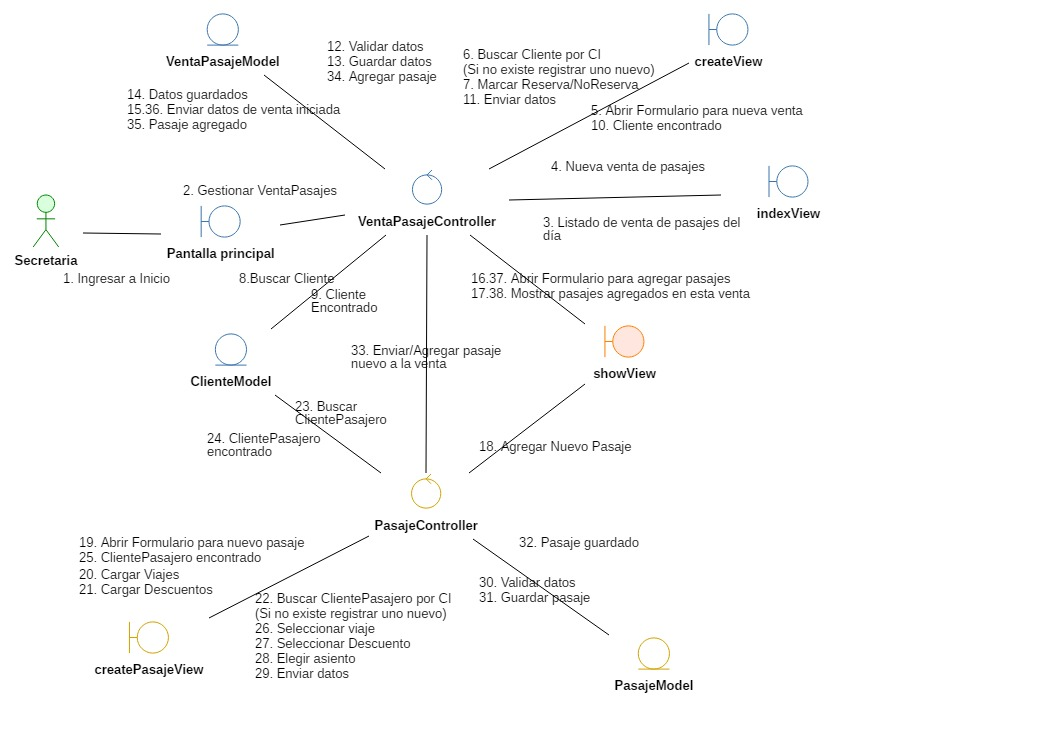 12. Validar datos
13. Guardar datos
34. Agregar pasaje
6. Buscar Cliente por CI
(Si no existe registrar uno nuevo)
7. Marcar Reserva/NoReserva
11. Enviar datos
createView
VentaPasajeModel
14. Datos guardados
15.36. Enviar datos de venta iniciada
35. Pasaje agregado
5. Abrir Formulario para nueva venta
10. Cliente encontrado
4. Nueva venta de pasajes
2. Gestionar VentaPasajes
VentaPasajeController
indexView
3. Listado de venta de pasajes del
día
Secretaria
Pantalla principal
1. Ingresar a Inicio
8.Buscar Cliente
9. Cliente
Encontrado
16.37. Abrir Formulario para agregar pasajes
17.38. Mostrar pasajes agregados en esta venta
33. Enviar/Agregar pasaje
nuevo a la venta
ClienteModel
showView
23. Buscar
ClientePasajero
24. ClientePasajero
encontrado
18. Agregar Nuevo Pasaje
PasajeController
19. Abrir Formulario para nuevo pasaje
25. ClientePasajero encontrado
20. Cargar Viajes
21. Cargar Descuentos
32. Pasaje guardado
30. Validar datos
31. Guardar pasaje
22. Buscar ClientePasajero por CI
(Si no existe registrar uno nuevo)
26. Seleccionar viaje
27. Seleccionar Descuento
28. Elegir asiento
29. Enviar datos
createPasajeView
PasajeModel